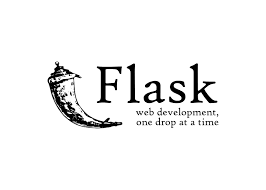 Flask
web development,
one drop at a time